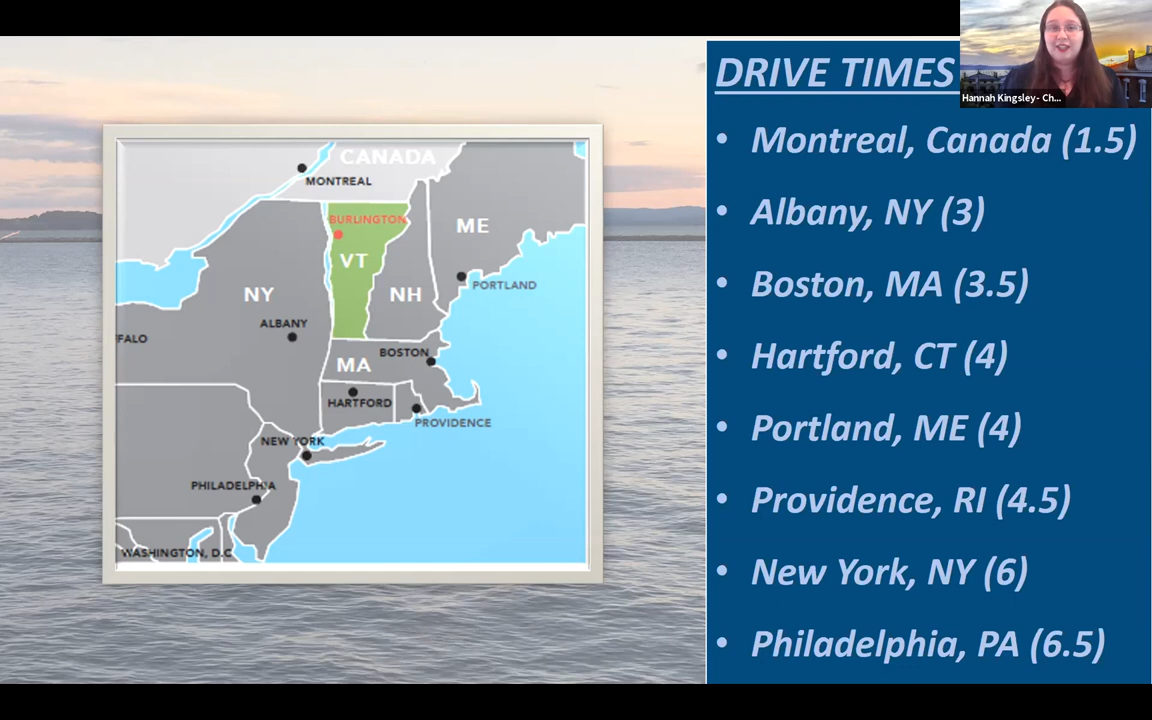 DRIVE TIMES
Hannah Kingsley - Ch...
• Montreal, Canada (1.5)
• Albany, NY (3)
• Boston, MA (3.5)
• Hartford, CT (4)
• Portland, ME (4)
• Providence, RI (4.5)
• New York, NY (6)
• Philadelphia, PA (6.5)
CANADA
MONTREAL
BURLINGTON
ME
VT
NY
NH
PORTLAND
ALBANY
FFALO
BOSTON
MA
HARTFORD
PROVIDENCE
NEW YORK
PHILADELPHIA
WASHINGTON, D.C